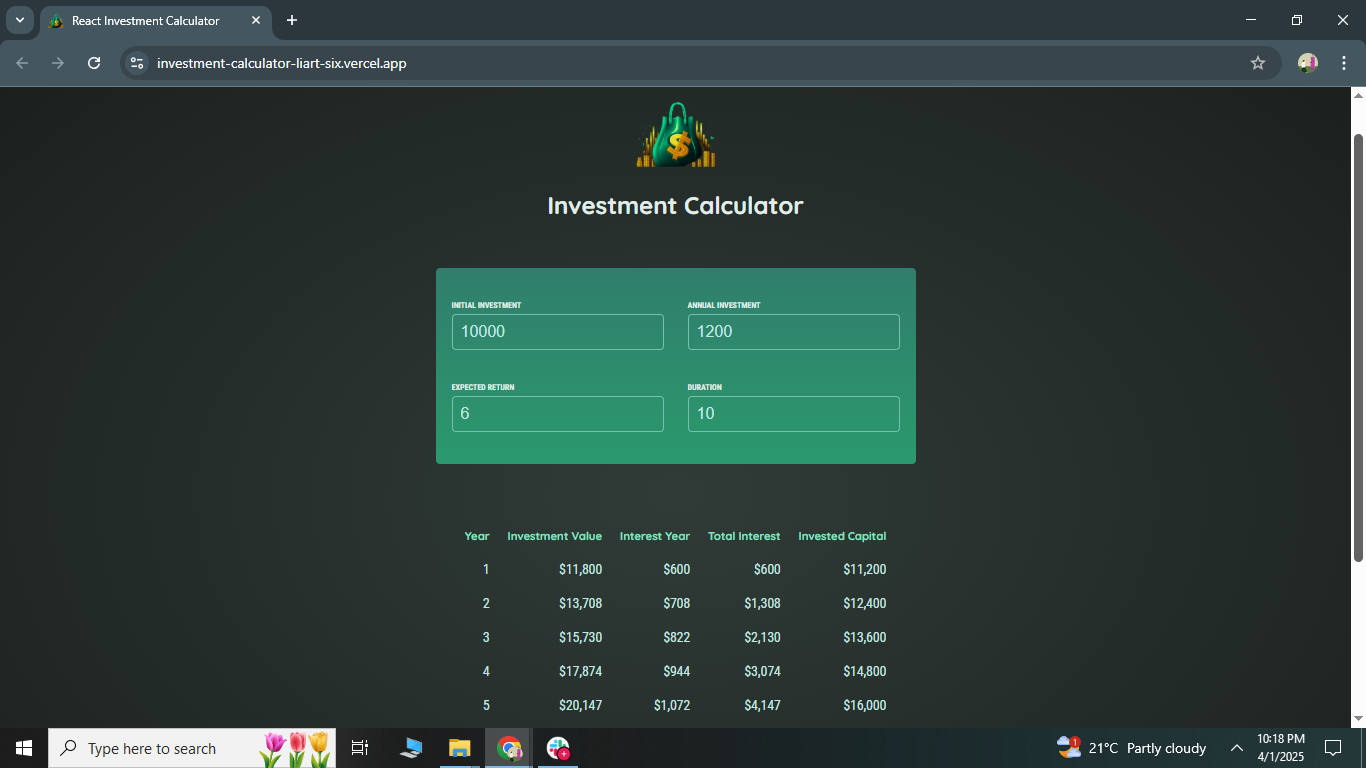 React Investment Calculator
investment-calculator-liart-six.vercel.app
$
Investment Calculator
INITIAL INVESTMENT ANNUAL INVESTMENT
10000 1200
EXPECTED RETURN DURATION
6 10
Year Investment Value Interest Year Total Interest Invested Capital
1 $11,800 $600 $600 $11,200
2 $13,708 $708 $1,308 $12,400
3 $15,730 $822 $2,130 $13,600
4 $17,874 $944 $3,074 $14,800
5 $20,147 $1,072 $4,147 $16,000
Type here to search 1 21°C Partly cloudy 10:18 PM
4/1/2025